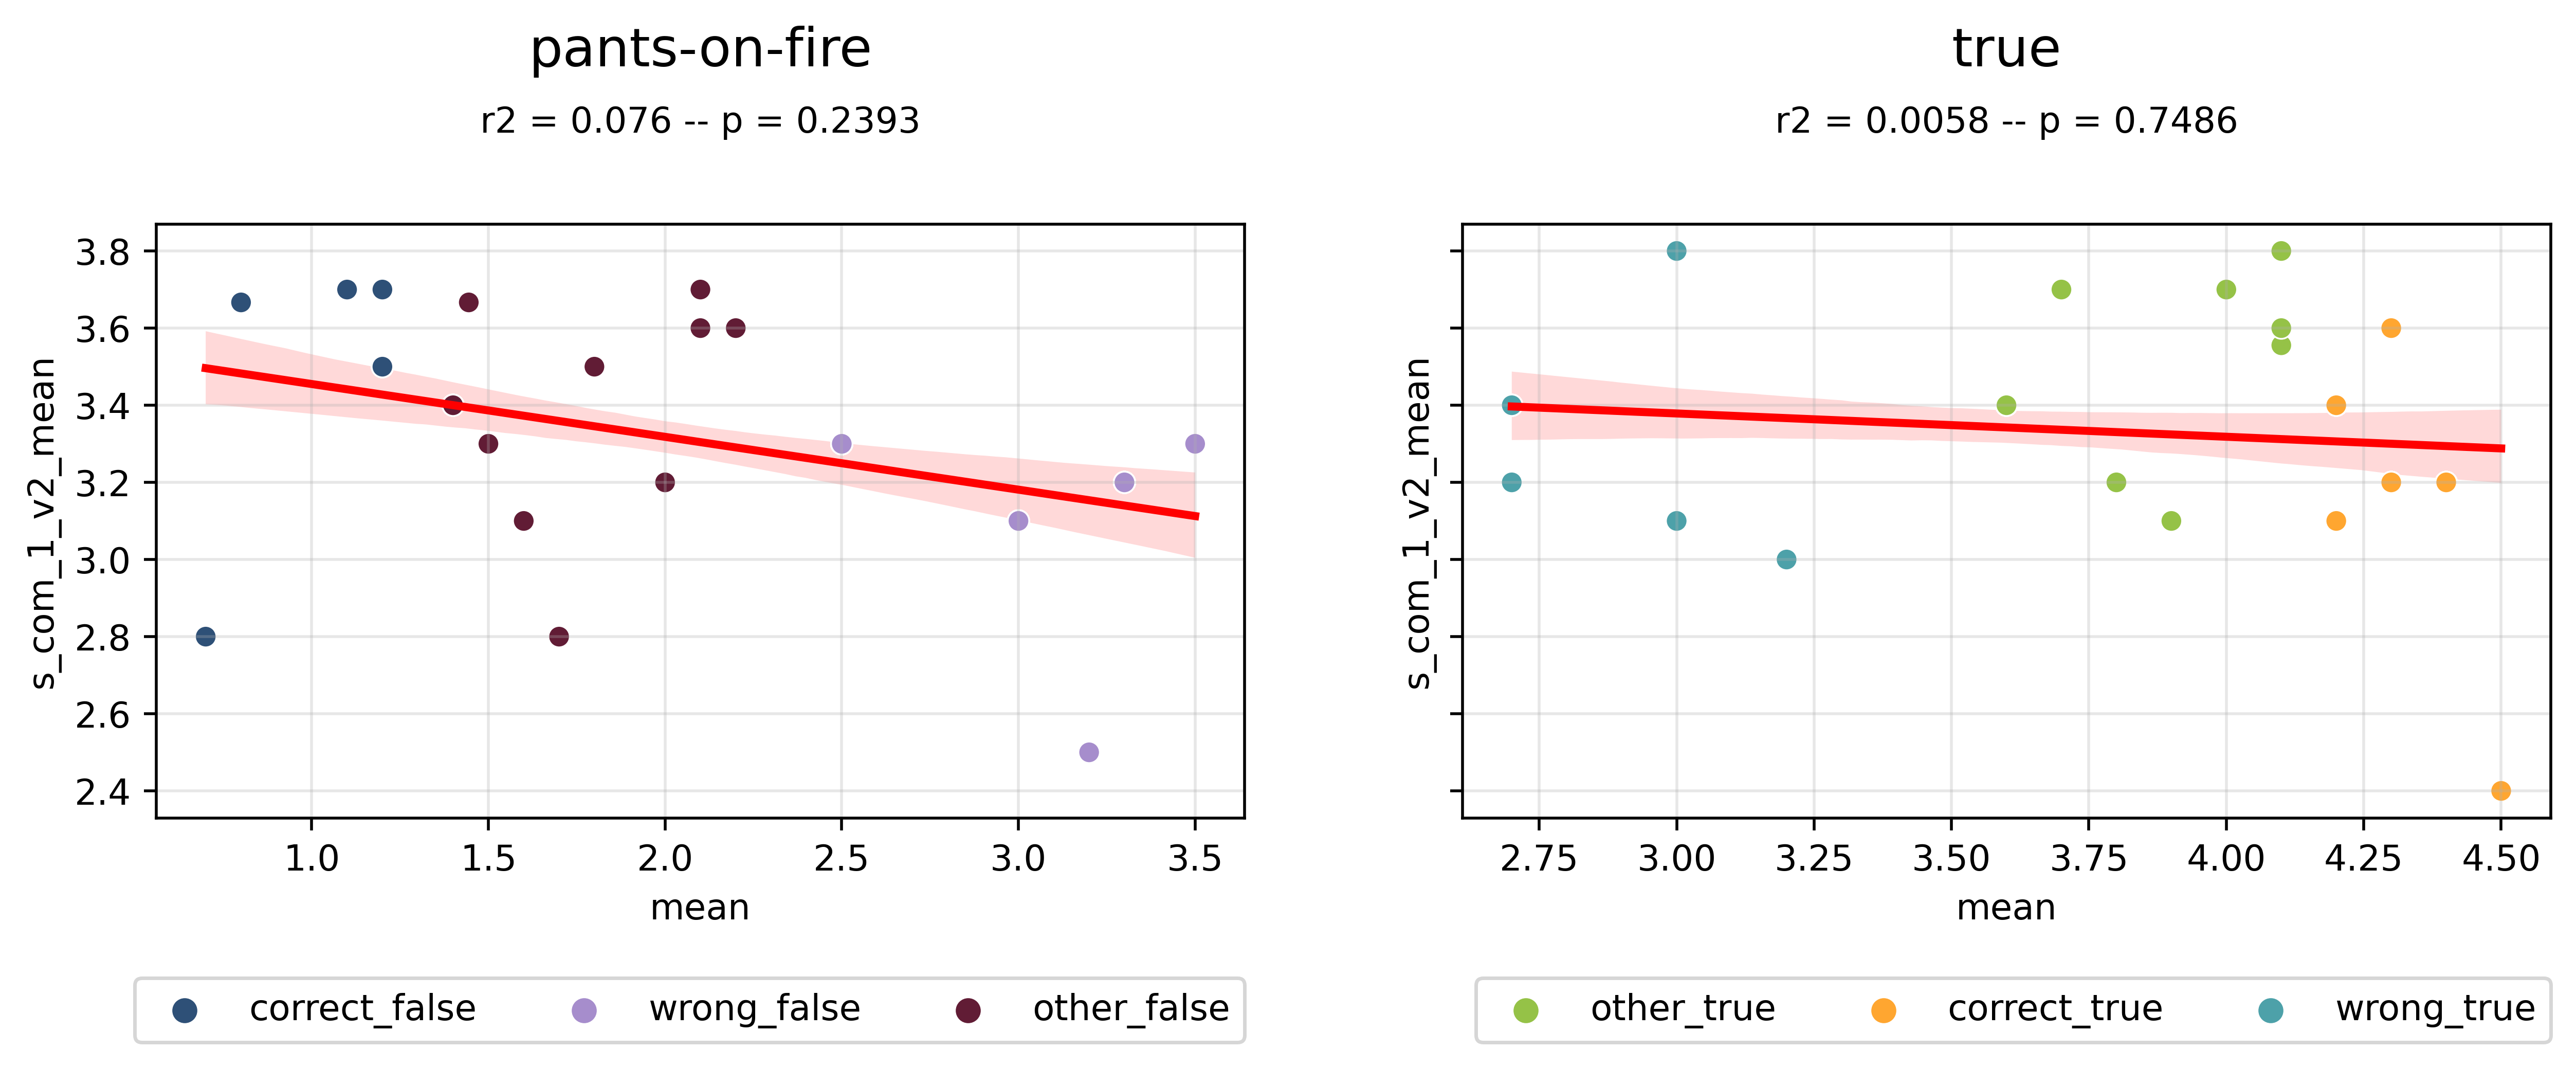 pants-on-fire
r2 = 0.076 -- p = 0.2393
s_com_1_v2_mean
3.8
3.6
3.4
3.2
3.0
2.8
2.6
2.4
1.0 1.5 2.0 2.5 3.0 3.5
mean
correct_false wrong_false other_false
true
r2 = 0.0058 -- p = 0.7486
s_com_1_v2_mean
2.75 3.00 3.25 3.50 3.75 4.00 4.25 4.50
mean
other_true correct_true wrong_true